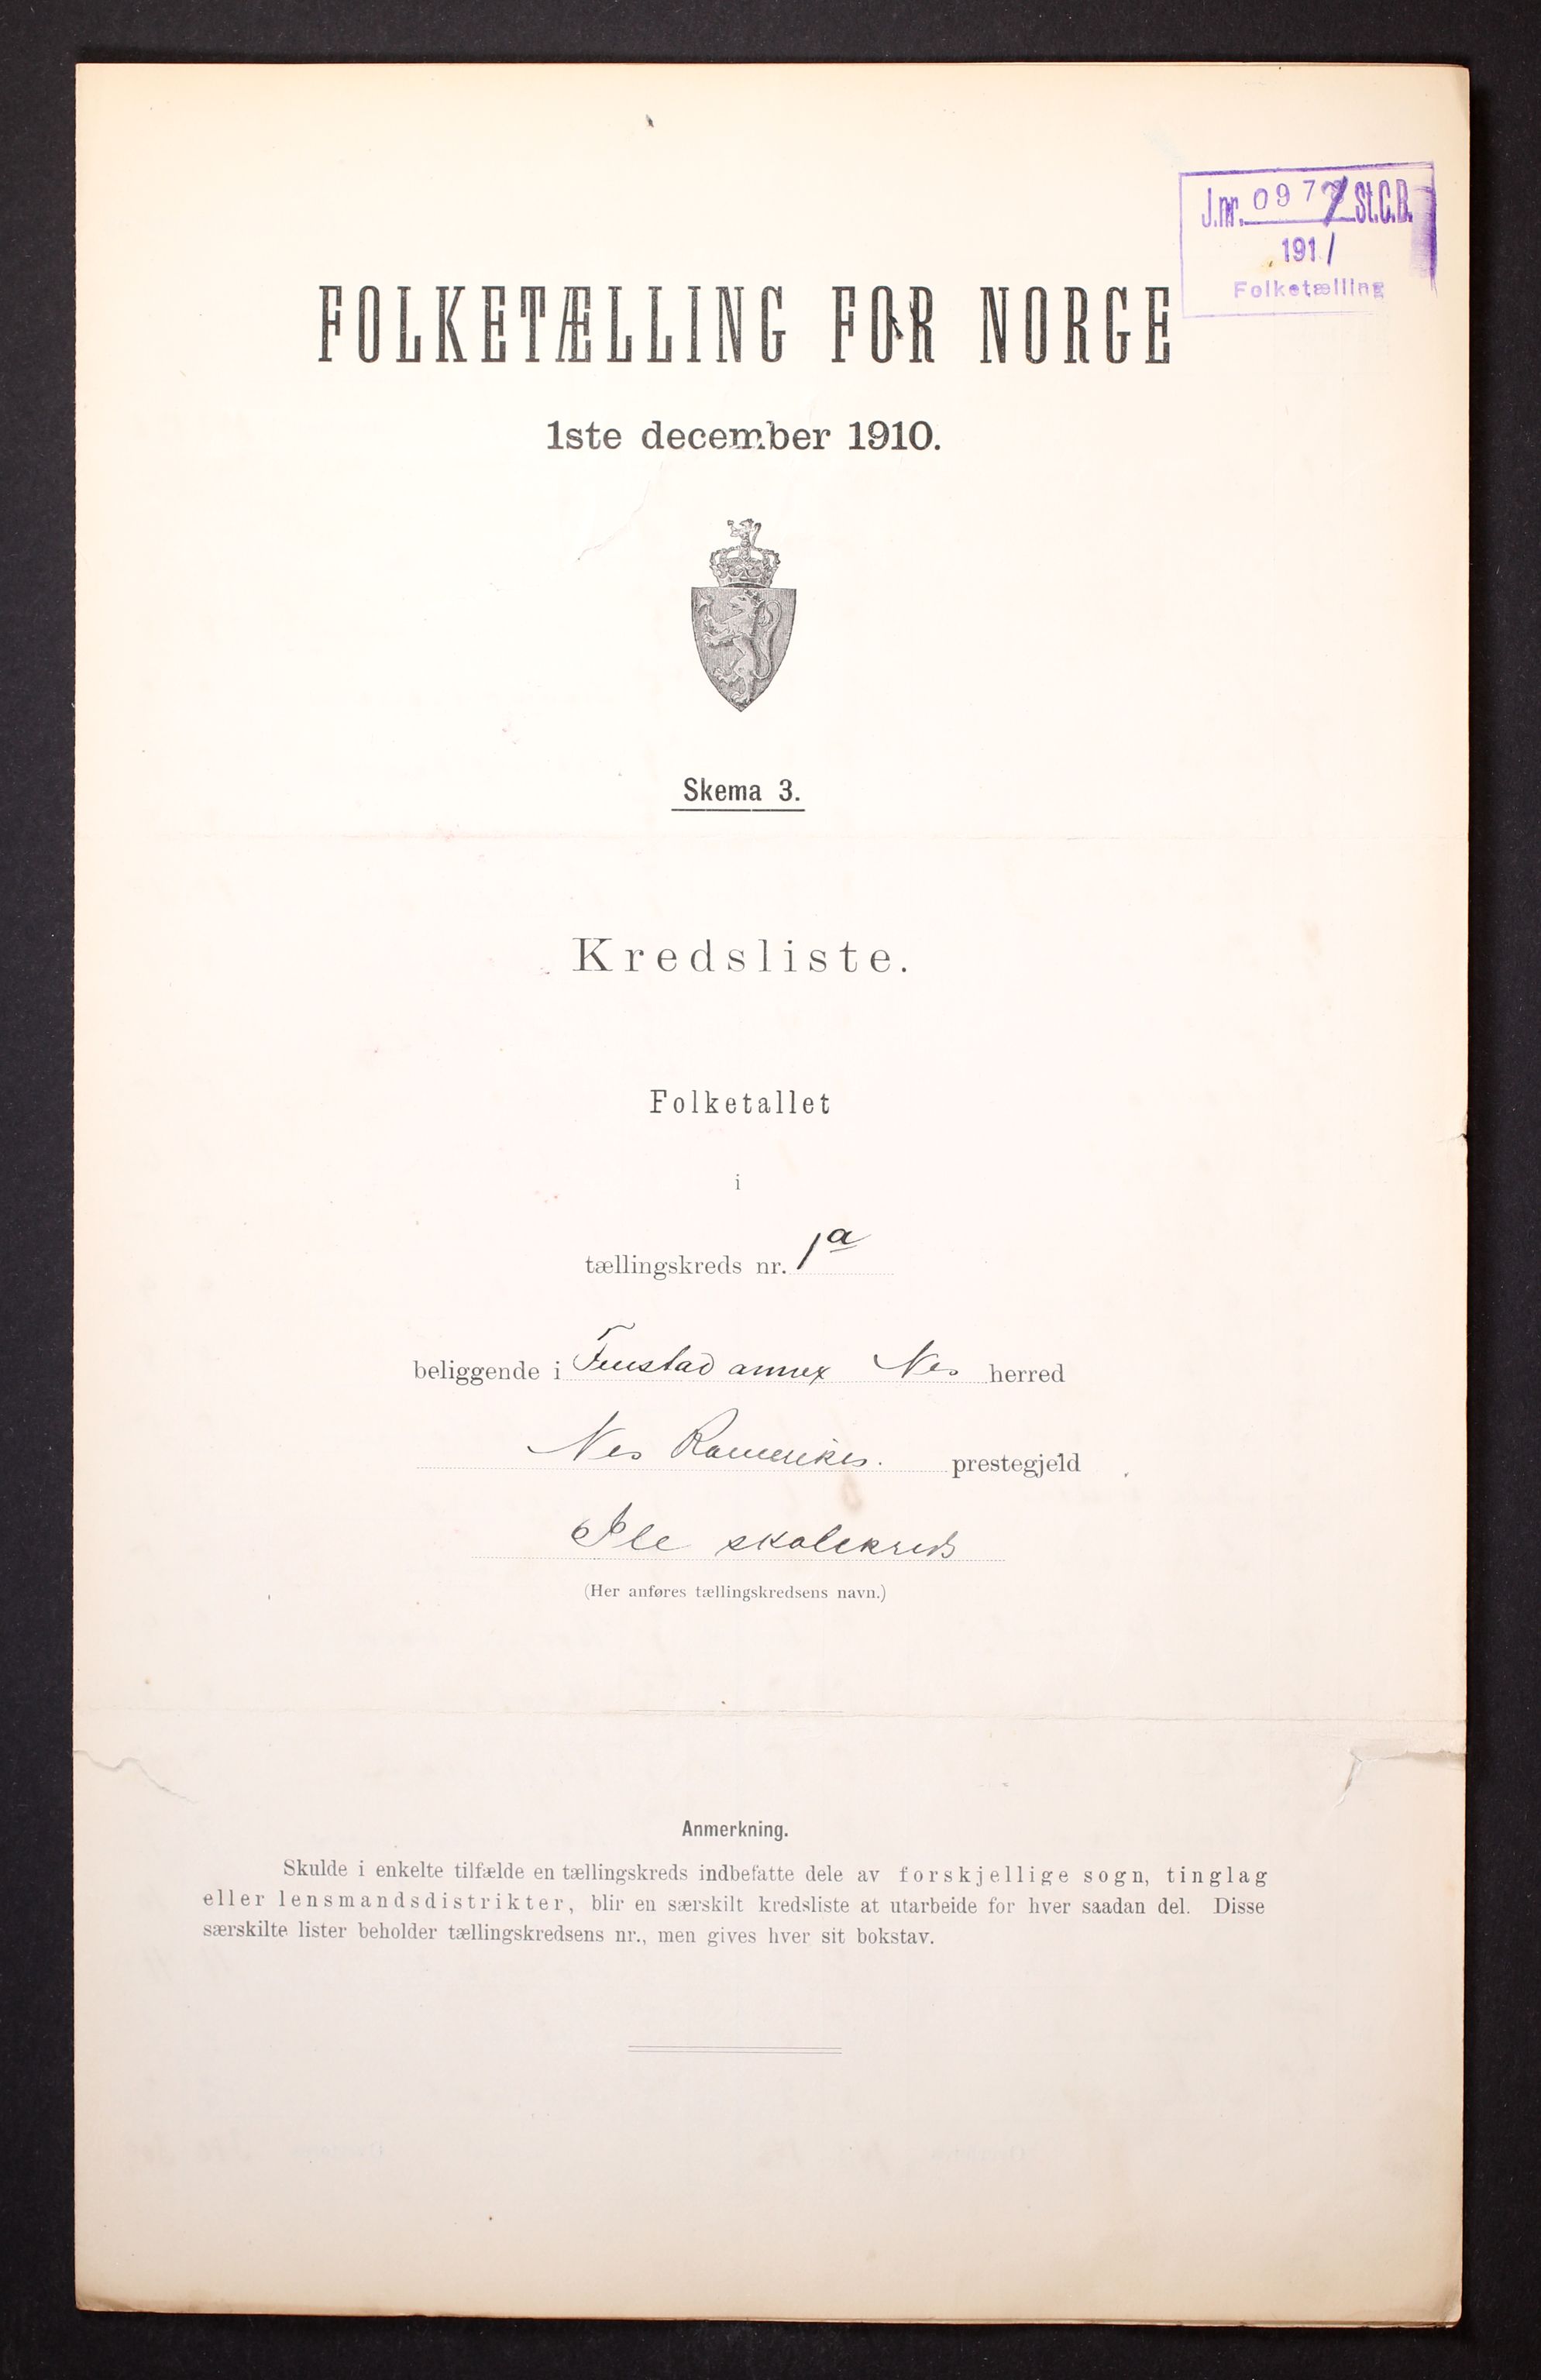 J.nr. 0977 St.C.B.
1911
Folketælling
FOLKETÆLLING FOR NORGE
1ste december 1910.
Skema 3.
Kredsliste.
Folketallet
i
tællingskreds nr. 1a
beliggende i Fenstad annex Nes herred
Nes Romerikes. prestegjeld
Ile skolekreds
(Her anføres tællingskredsens navn.)
Anmerkning.
Skulde i enkelte tilfælde en tællingskreds indbefatte dele av forskjellige sogn, tinglag
eller lensmandsdistrikter, blir en særskilt kredsliste at utarbeide for hver saadan del. Disse
særskilte lister beholder tællingskredsens nr., men gives hver sit bokstav.